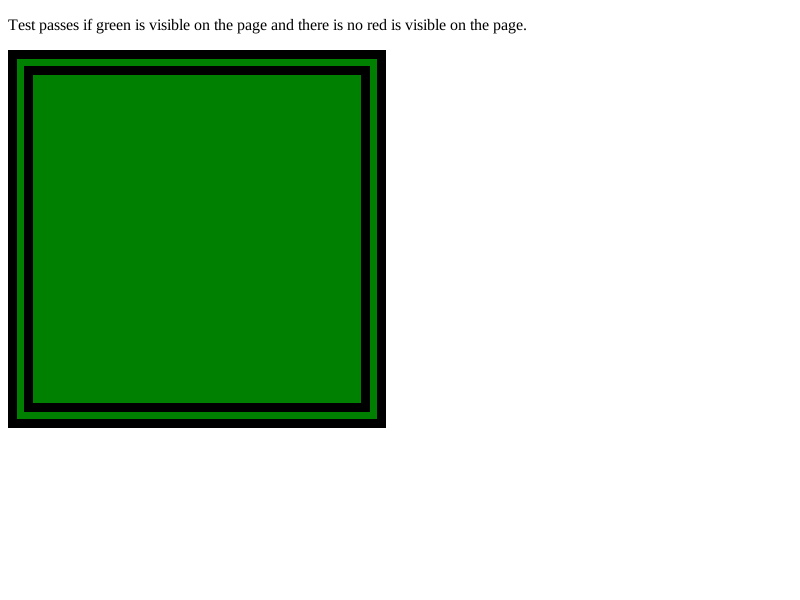 Test passes if green is visible on the page and there is no red is visible on the page.